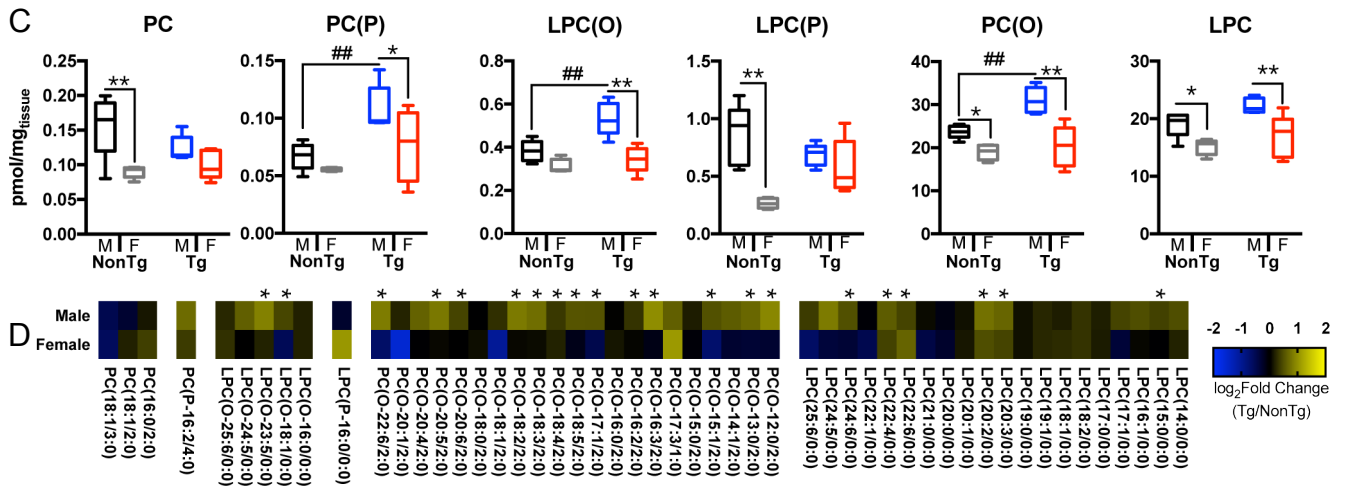 C
PC
PC(P)
LPC(O)
LPC(P)
PC(O)
LPC
pmol/mgtissue
0.25
0.20
0.15
0.10
0.05
0.00
**
M F M F
NonTg Tg
0.15
0.10
0.05
0.00
## *
M F M F
NonTg Tg
0.8
0.6
0.4
0.2
0.0
## **
M F M F
NonTg Tg
1.5
1.0
0.5
0.0
**
M F M F
NonTg Tg
40
30
20
10
0
## **
*
M F M F
NonTg Tg
30
20
10
0
* **
M F M F
NonTg Tg
D
* * * * * * * * * * * * * * * * * * * * *
Male
Female
PC(18:1/3:0)
PC(18:1/2:0)
PC(16:0/2:0)
PC(P-16:2/4:0)
LPC(O-25:6/0:0)
LPC(O-24:5/0:0)
LPC(O-23:5/0:0)
LPC(O-18:1/0:0)
LPC(O-16:0/0:0)
LPC(P-16:0/0:0)
PC(O-22:6/2:0)
PC(O-20:1/2:0)
PC(O-20:4/2:0)
PC(O-20:5/2:0)
PC(O-20:6/2:0)
PC(O-18:0/2:0)
PC(O-18:1/2:0)
PC(O-18:2/2:0)
PC(O-18:3/2:0)
PC(O-18:4/2:0)
PC(O-18:5/2:0)
PC(O-17:1/2:0)
PC(O-16:0/2:0)
PC(O-16:2/2:0)
PC(O-16:3/2:0)
PC(O-17:3/1:0)
PC(O-15:0/2:0)
PC(O-15:1/2:0)
PC(O-14:1/2:0)
PC(O-13:0/2:0)
PC(O-12:0/2:0)
LPC(25:6/0:0)
LPC(24:5/0:0)
LPC(24:6/0:0)
LPC(22:1/0:0)
LPC(22:4/0:0)
LPC(22:6/0:0)
LPC(21:0/0:0)
LPC(20:0/0:0)
LPC(20:1/0:0)
LPC(20:2/0:0)
LPC(20:3/0:0)
LPC(19:0/0:0)
LPC(19:1/0:0)
LPC(18:1/0:0)
LPC(18:2/0:0)
LPC(17:0/0:0)
LPC(17:1/0:0)
LPC(16:1/0:0)
LPC(15:0/0:0)
LPC(14:0/0:0)
-2 -1 0 1 2
log2Fold Change
(Tg/NonTg)